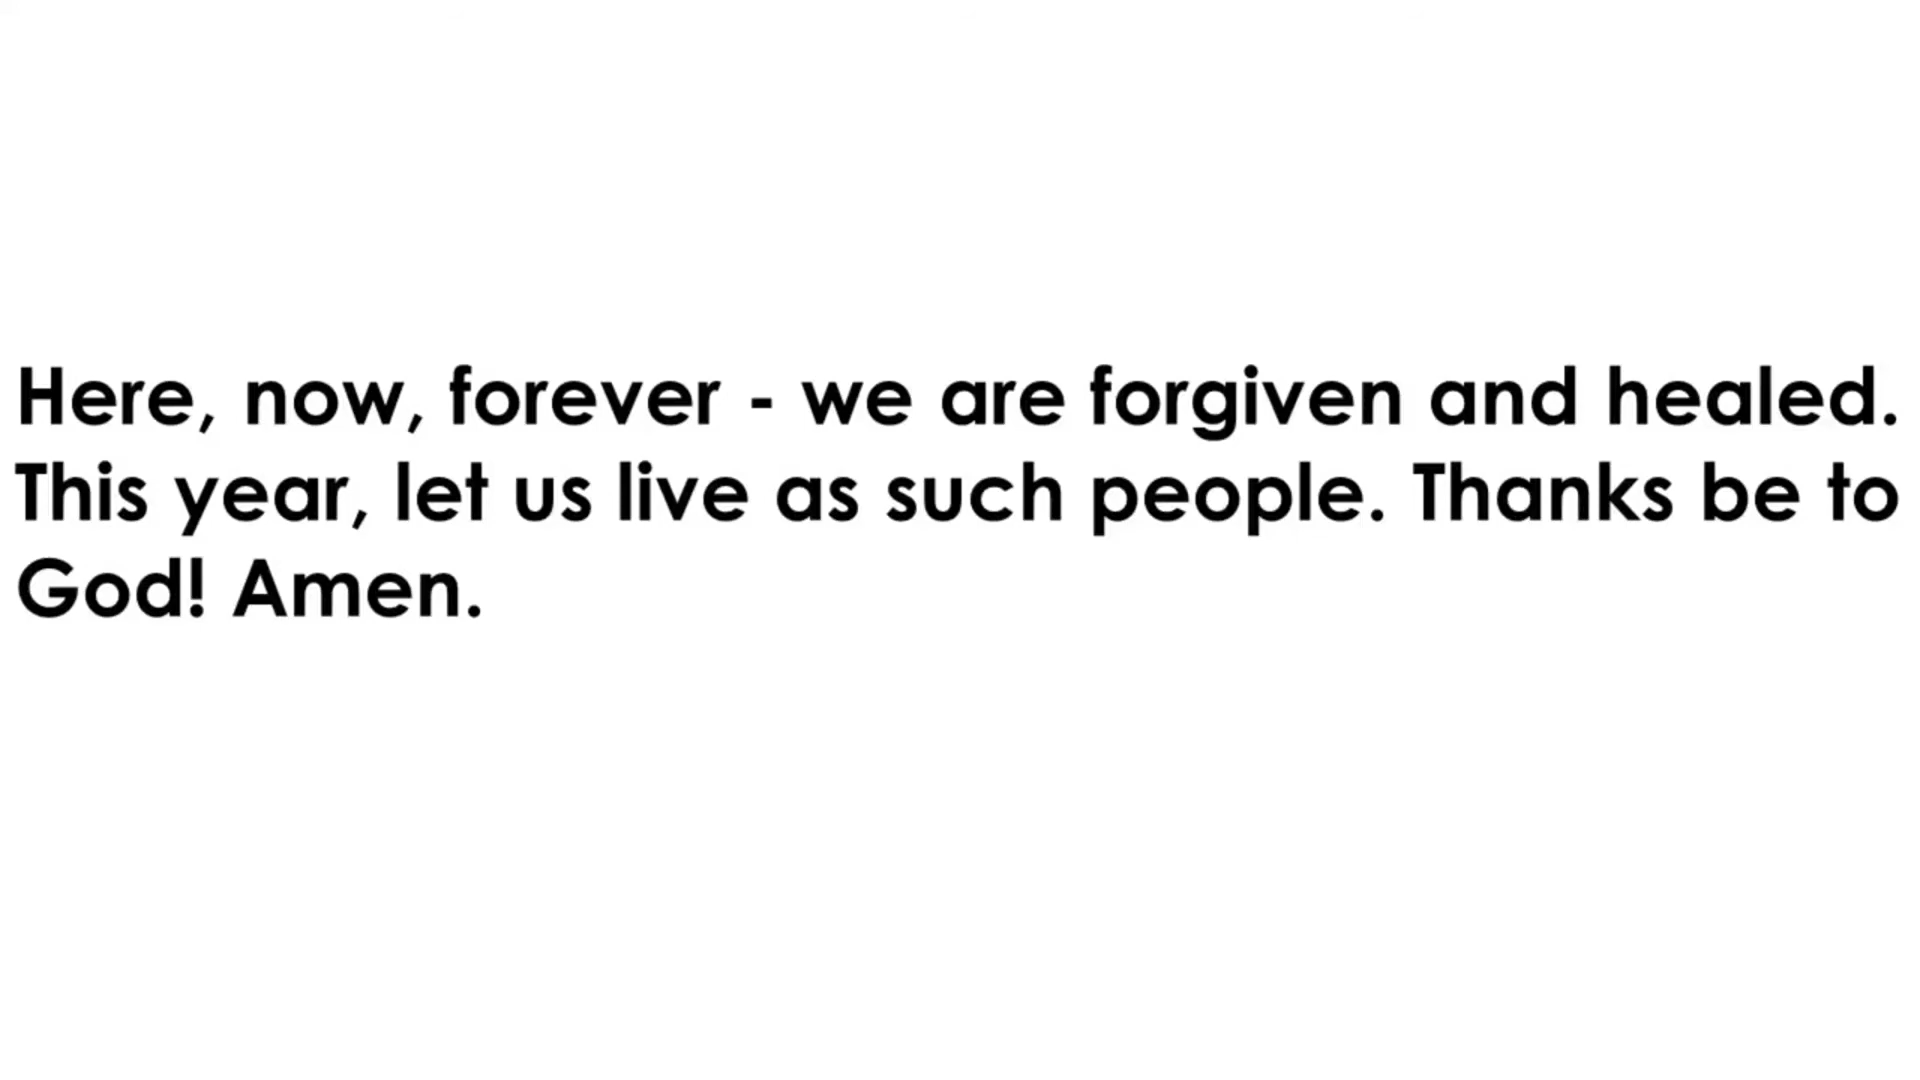 Here, now, forever - we are forgiven and healed.
This year, let us live as such people. Thanks be to
God! Amen.